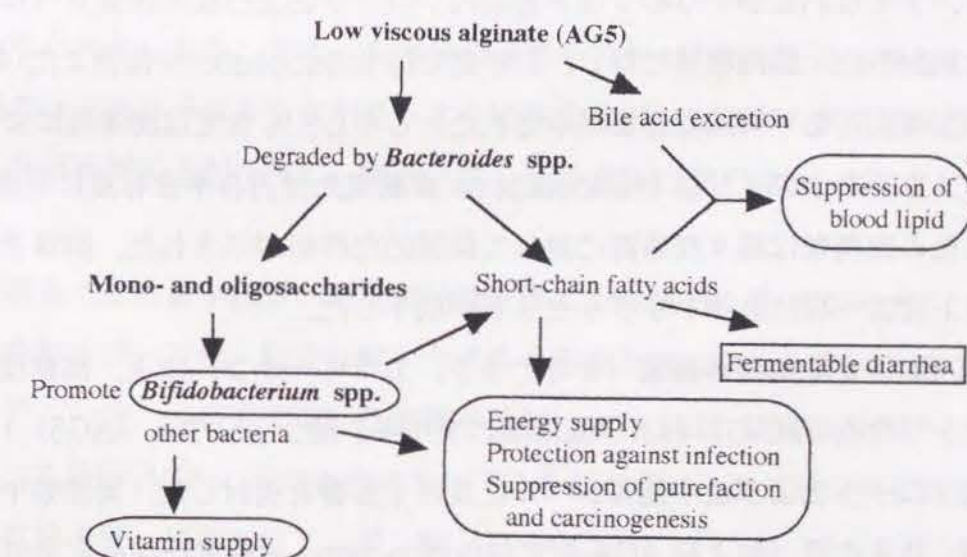 Low viscous alginate (AG5)
Bile acid excretion
Degraded by Bacteroides spp.
Suppression of
blood lipid
Mono- and oligosaccharides
Short-chain fatty acids
Fermentable diarrhea
Promote Bifidobacterium spp.
other bacteria
Energy supply
Protection against infection
Suppression of putrefaction
and carcinogenesis
Vitamin supply